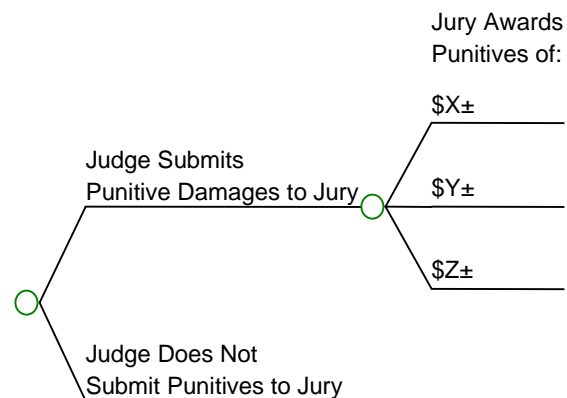 Jury Awards
Punitives of:
$X±
Judge Submits
Punitive Damages to Jury
$Y±
$Z±
Judge Does Not
Submit Punitives to Jury